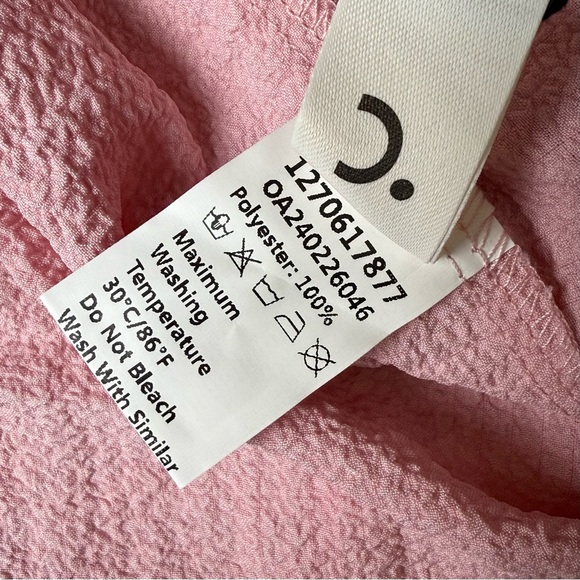 1270617877
OA240226046
Polyester: 100%
Maximum
Washing
Temperature
30°C/86°F
Do Not Bleach
Wash With Similar